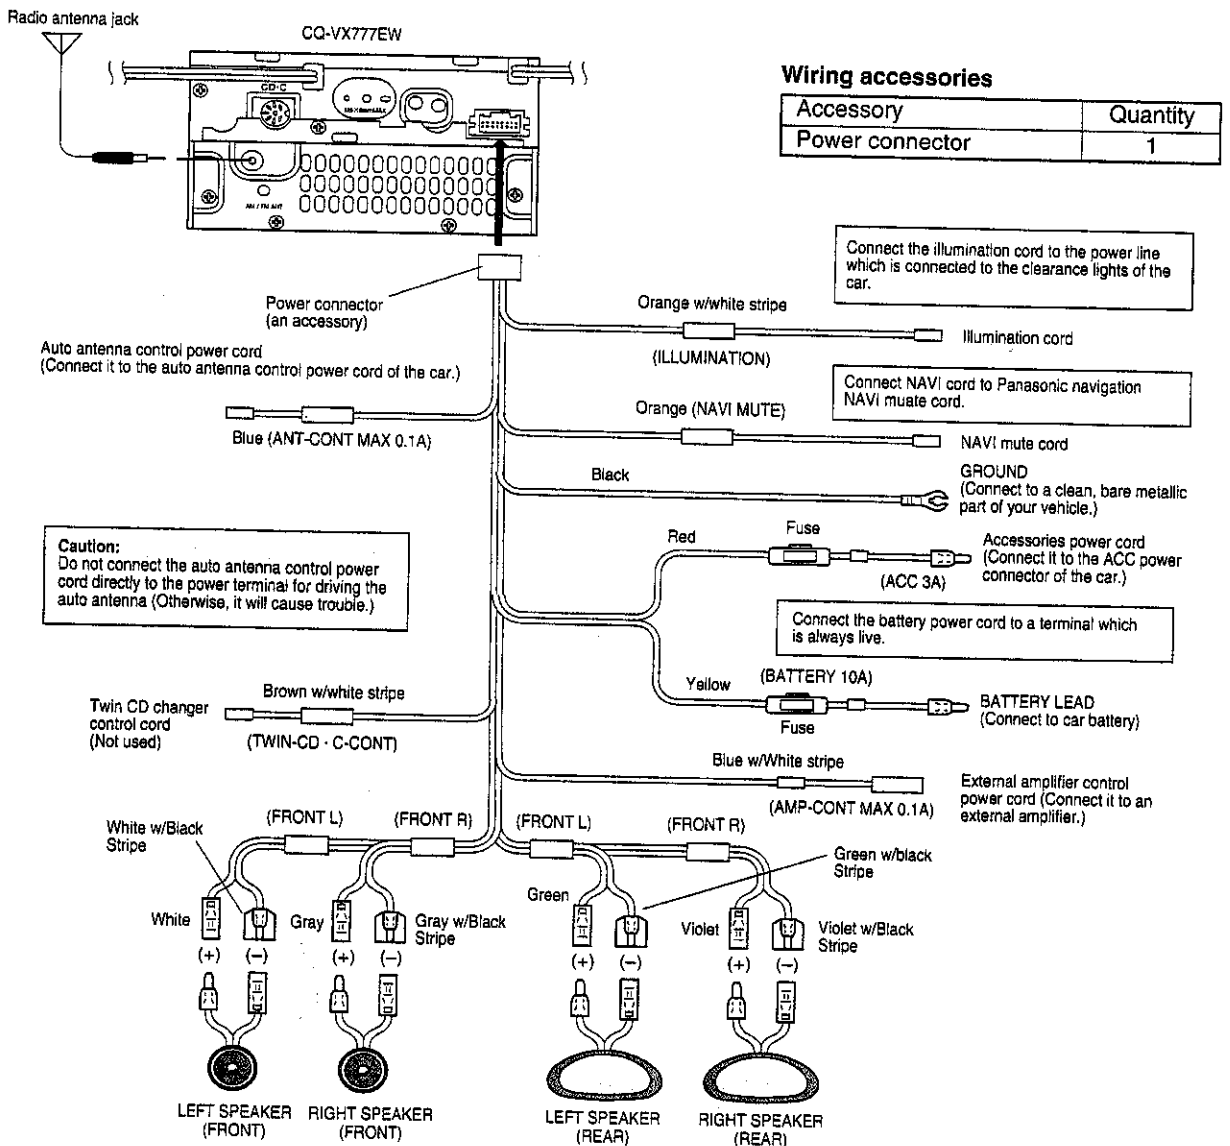 Radio antenna jack
CQ-VX777EW
CD·C
AM / FM ANT
Wiring accessories
Accessory Quantity
Power connector 1
Connect the illumination cord to the power line
which is connected to the clearance lights of the
car.
Power connector
(an accessory)
Orange w/white stripe
(ILLUMINATION)
Illumination cord
Auto antenna control power cord
(Connect it to the auto antenna control power cord of the car.)
Blue (ANT-CONT MAX 0.1A)
Connect NAVI cord to Panasonic navigation
NAVI muate cord.
Orange (NAVI MUTE)
NAVI mute cord
Black
GROUND
(Connect to a clean, bare metallic
part of your vehicle.)
Caution:
Do not connect the auto antenna control power
cord directly to the power terminal for driving the
auto antenna (Otherwise, it will cause trouble.)
Red
Fuse
(ACC 3A)
Accessories power cord
(Connect it to the ACC power
connector of the car.)
Connect the battery power cord to a terminal which
is always live.
Yellow
(BATTERY 10A)
Fuse
BATTERY LEAD
(Connect to car battery)
Twin CD changer
control cord
(Not used)
Brown w/white stripe
(TWIN-CD · C-CONT)
Blue w/White stripe
(AMP-CONT MAX 0.1A)
External amplifier control
power cord (Connect it to an
external amplifier.)
White w/Black
Stripe
(FRONT L)
(FRONT R)
(FRONT L)
(FRONT R)
Green w/black
Stripe
White
Gray
Gray w/Black
Stripe
Green
Violet
Violet w/Black
Stripe
(+) (−) (+) (−) (+) (−) (+) (−)
LEFT SPEAKER
(FRONT)
RIGHT SPEAKER
(FRONT)
LEFT SPEAKER
(REAR)
RIGHT SPEAKER
(REAR)